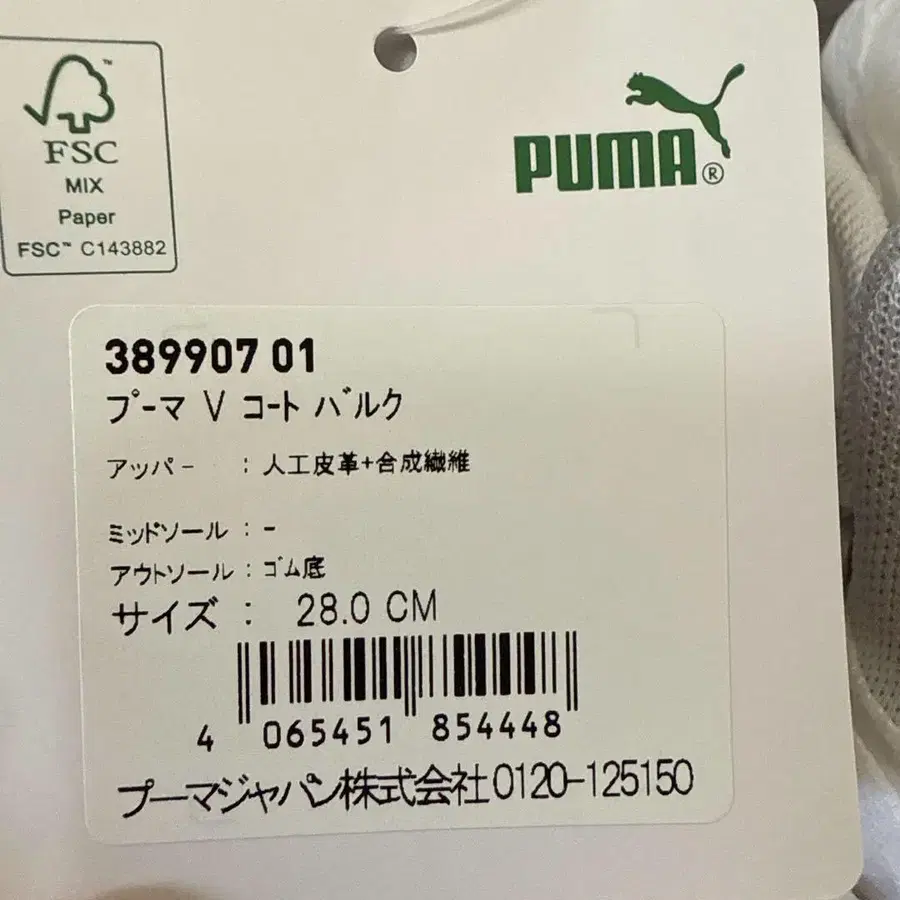 FSC
MIX
Paper
FSC™ C143882
PUMA®
389907 01
プーマ V コート バルク
アッパー : 人工皮革+合成繊維
ミッドソール : -
アウトソール : ゴム底
サイズ : 28.0 CM
4 065451 854448
プーマジャパン株式会社0120-125150